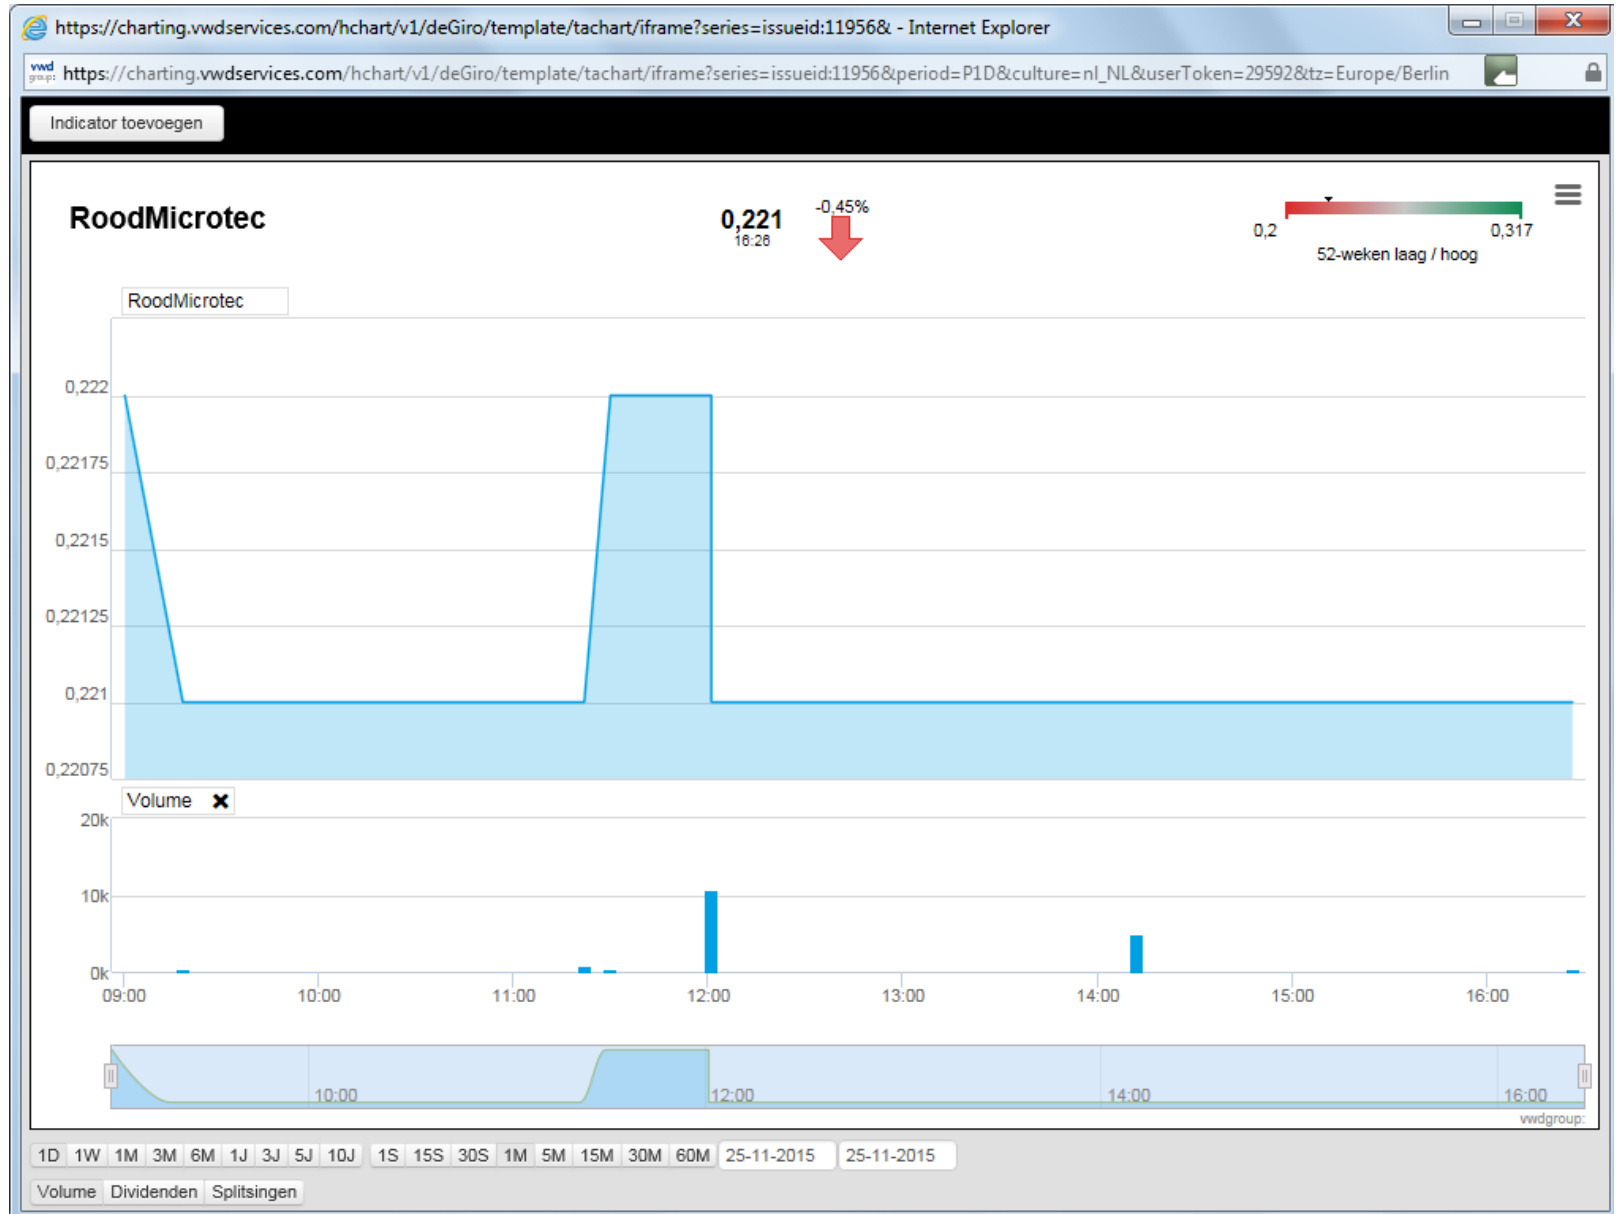 https://charting.vwdservices.com/hchart/v1/deGiro/template/tachart/iframe?series=issueid:11956& - Internet Explorer
vwd group: https://charting.vwdservices.com/hchart/v1/deGiro/template/tachart/iframe?series=issueid:11956&period=P1D&culture=nl_NL&userToken=29592&tz=Europe/Berlin
Indicator toevoegen
RoodMicrotec
0,221
16:26
-0,45%
0,2
0,317
52-weken laag / hoog
RoodMicrotec
0,222
0,22175
0,2215
0,22125
0,221
0,22075
Volume
20k
10k
0k
09:00 10:00 11:00 12:00 13:00 14:00 15:00 16:00
10:00 12:00 14:00 16:00
vwdgroup:
1D 1W 1M 3M 6M 1J 3J 5J 10J 1S 15S 30S 1M 5M 15M 30M 60M 25-11-2015 25-11-2015
Volume Dividenden Splitsingen